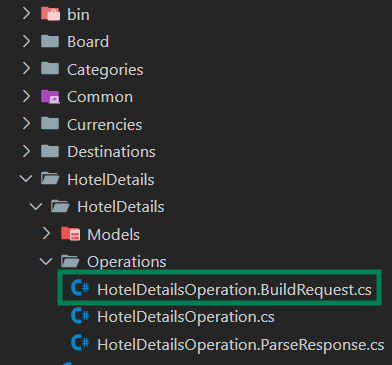 bin
Board
Categories
Common
Currencies
Destinations
HotelDetails
HotelDetails
Models
Operations
C# HotelDetailsOperation.BuildRequest.cs
C# HotelDetailsOperation.cs
C# HotelDetailsOperation.ParseResponse.cs